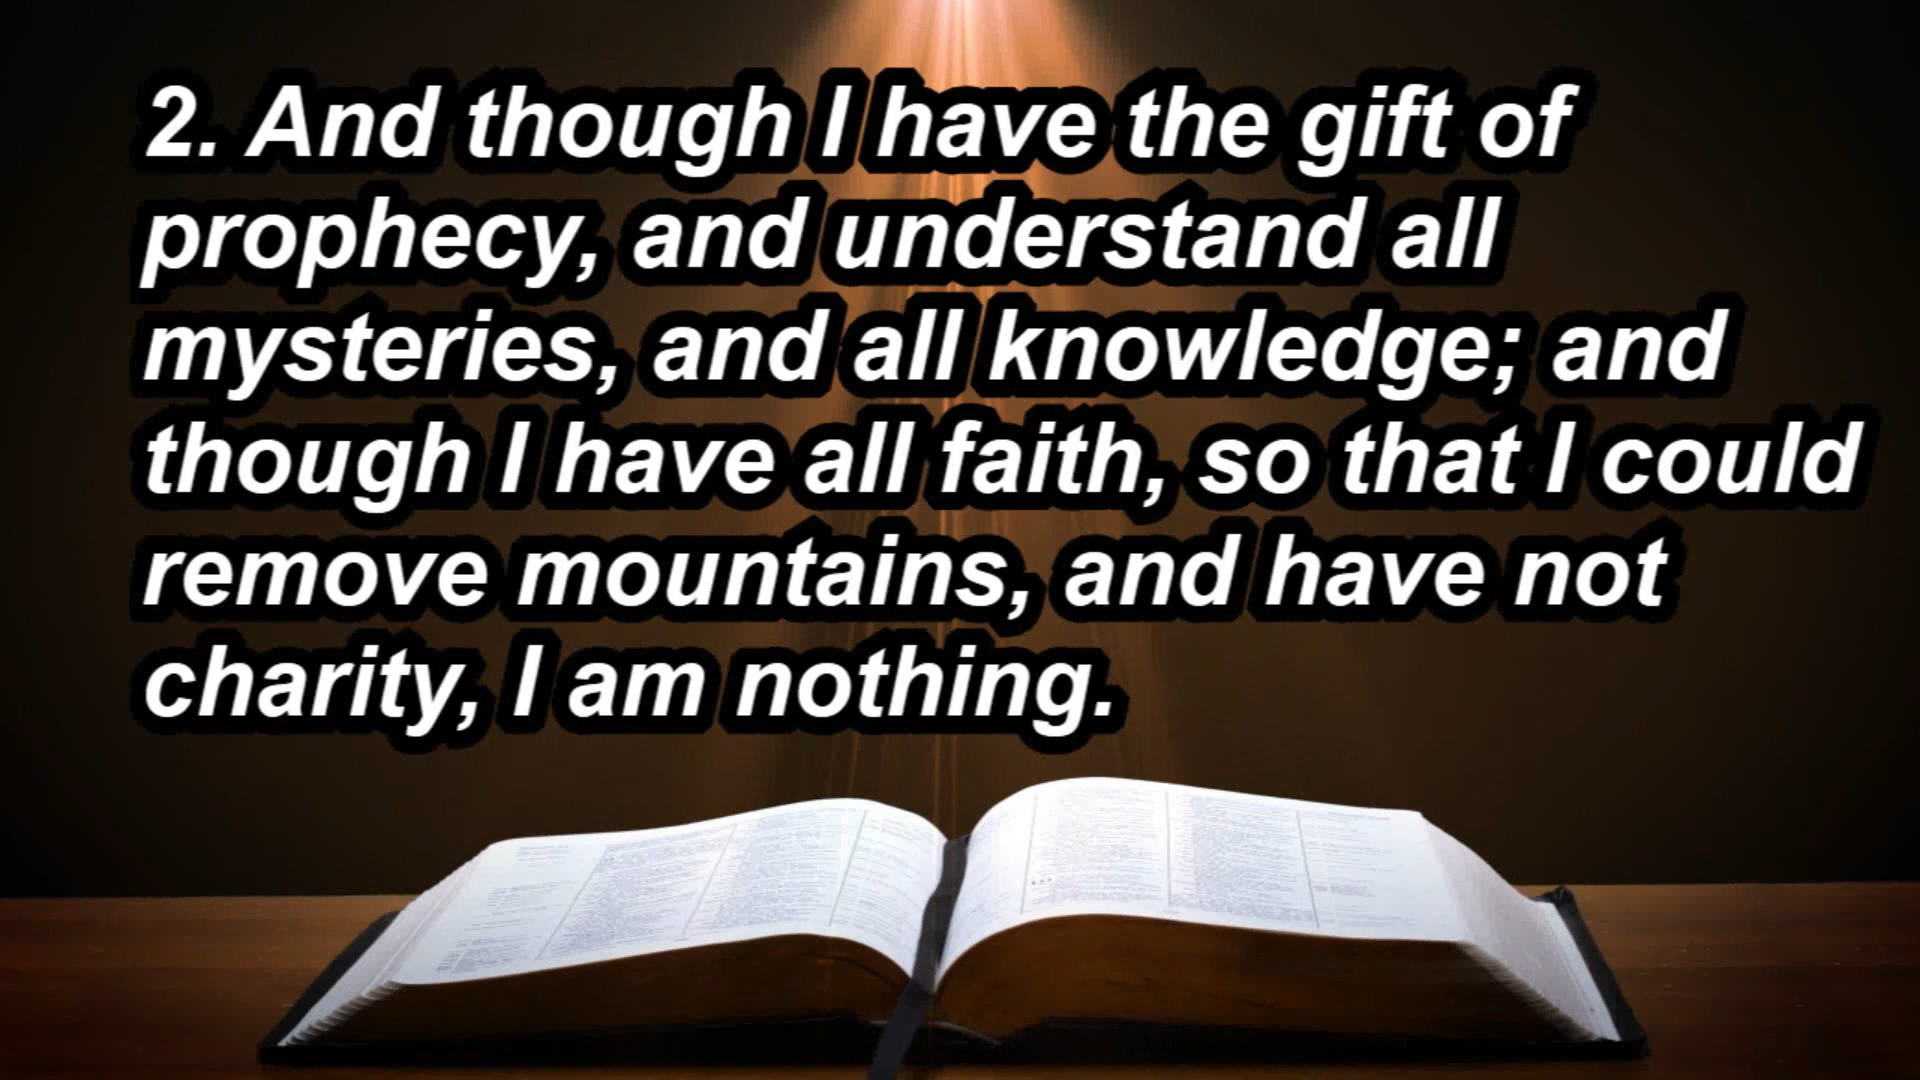 2. And though I have the gift of
prophecy, and understand all
mysteries, and all knowledge; and
though I have all faith, so that I could
remove mountains, and have not
charity, I am nothing.